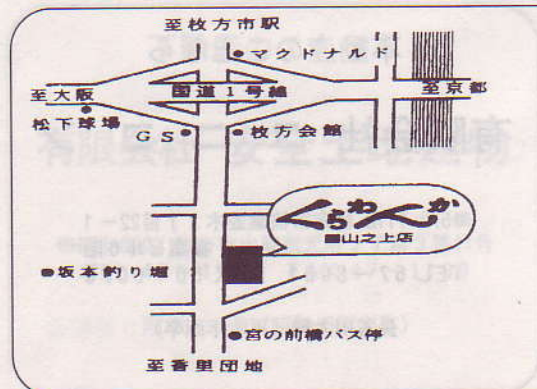 至枚方市駅
●マクドナルド
至大阪
国道1号線
至京都
松下球場
GS●
●枚方会館
くらわんか
■山之上店
●坂本釣り堀
●宮の前橋バス停
至香里団地